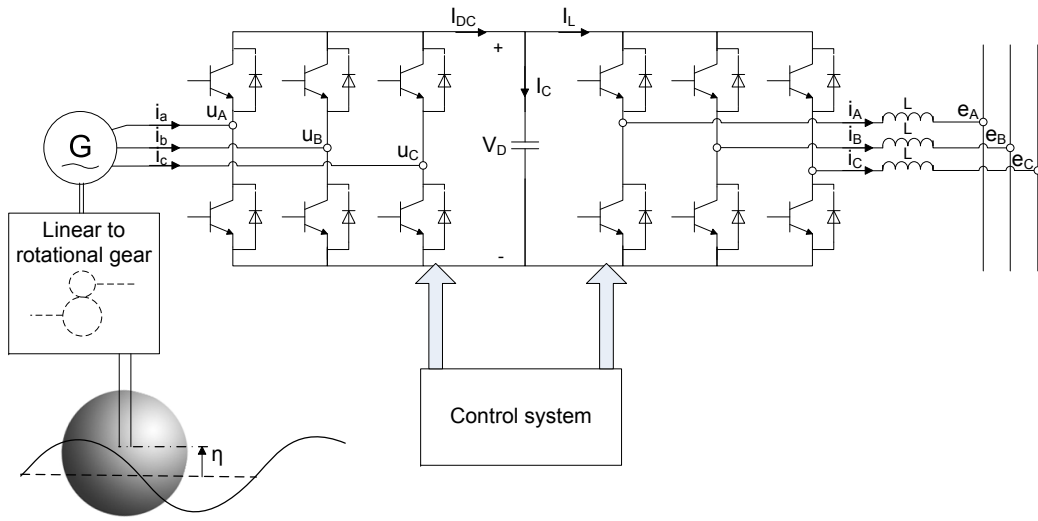 I_DC
I_L
+
I_C
i_a
u_A
i_A
L
e_A
G
i_b
u_B
V_D
i_B
L
e_B
i_c
u_C
i_C
L
e_C
Linear to
rotational gear
-
Control system
η